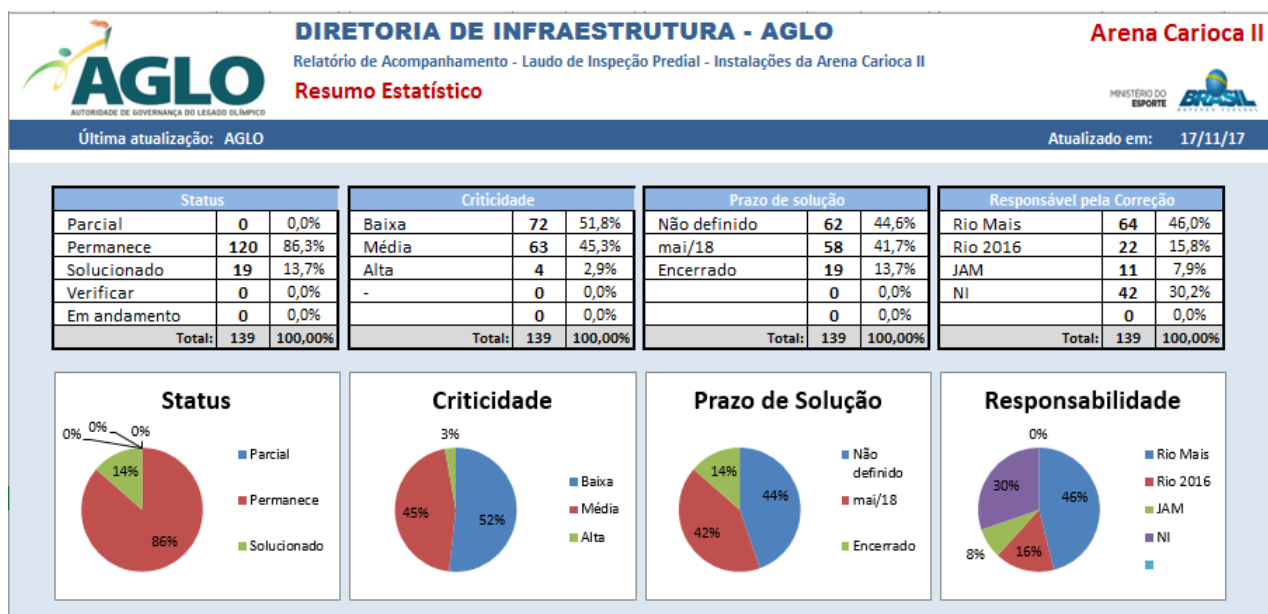 AGLO
AUTORIDADE DE GOVERNANÇA DO LEGADO OLÍMPICO
DIRETORIA DE INFRAESTRUTURA - AGLO
Relatório de Acompanhamento - Laudo de Inspeção Predial - Instalações da Arena Carioca II
Resumo Estatístico
Arena Carioca II
MINISTÉRIO DO
ESPORTE
BRASIL
GOVERNO FEDERAL
Última atualização: AGLO
Atualizado em: 17/11/17
Status
Parcial 0 0,0%
Permanece 120 86,3%
Solucionado 19 13,7%
Verificar 0 0,0%
Em andamento 0 0,0%
Total: 139 100,00%
Criticidade
Baixa 72 51,8%
Média 63 45,3%
Alta 4 2,9%
- 0 0,0%
0 0,0%
Total: 139 100,00%
Prazo de solução
Não definido 62 44,6%
mai/18 58 41,7%
Encerrado 19 13,7%
0 0,0%
0 0,0%
Total: 139 100,00%
Responsável pela Correção
Rio Mais 64 46,0%
Rio 2016 22 15,8%
JAM 11 7,9%
NI 42 30,2%
0 0,0%
Total: 139 100,00%
Status
0% 0% 0%
14%
86%
Parcial
Permanece
Solucionado
Criticidade
3%
45%
52%
Baixa
Média
Alta
Prazo de Solução
14%
44%
42%
Não
definido
mai/18
Encerrado
Responsabilidade
0%
30%
46%
8%
16%
Rio Mais
Rio 2016
JAM
NI